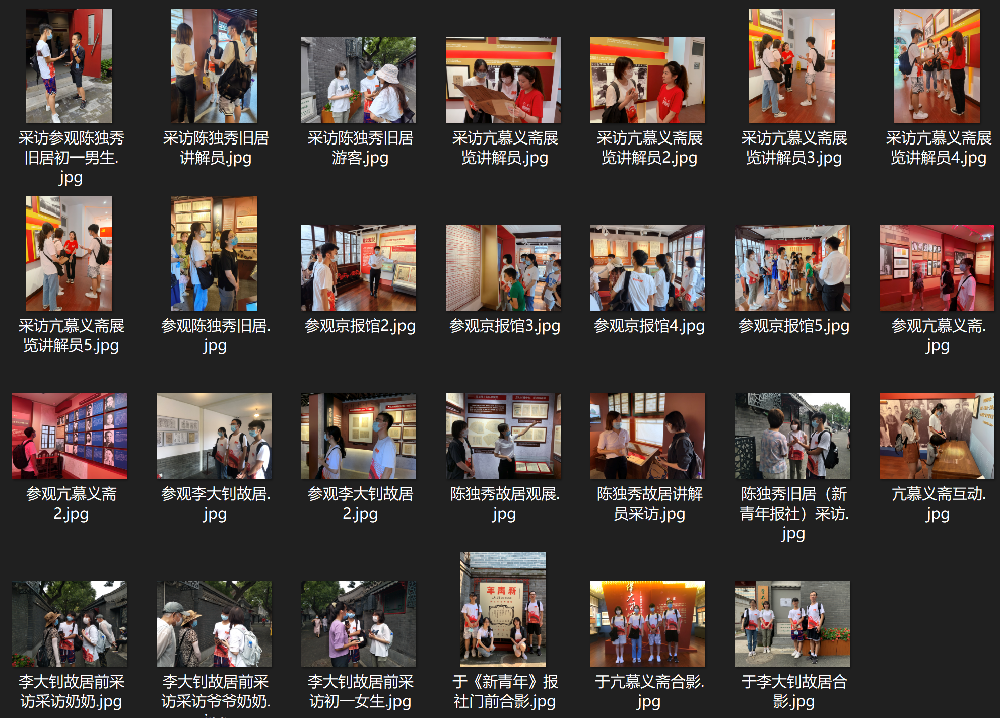 采访参观陈独秀
旧居初一男生.
jpg
采访陈独秀旧居
讲解员.jpg
采访陈独秀旧居
游客.jpg
采访亢慕义斋展
览讲解员.jpg
采访亢慕义斋展
览讲解员2.jpg
采访亢慕义斋展
览讲解员3.jpg
采访亢慕义斋展
览讲解员4.jpg
采访亢慕义斋展
览讲解员5.jpg
参观陈独秀旧居.
jpg
参观京报馆2.jpg
参观京报馆3.jpg
参观京报馆4.jpg
参观京报馆5.jpg
参观亢慕义斋.
jpg
参观亢慕义斋
2.jpg
参观李大钊故居.
jpg
参观李大钊故居
2.jpg
陈独秀故居观展.
jpg
陈独秀故居讲解
员采访.jpg
陈独秀旧居（新
青年报社）采访.
jpg
亢慕义斋互动.
jpg
年青新
LA JEUNESSE
李大钊故居前采
访采访奶奶.jpg
李大钊故居前采
访采访爷爷奶奶.
jpg
李大钊故居前采
访初一女生.jpg
于《新青年》报
社门前合影.jpg
于亢慕义斋合影.
jpg
于李大钊故居合
影.jpg